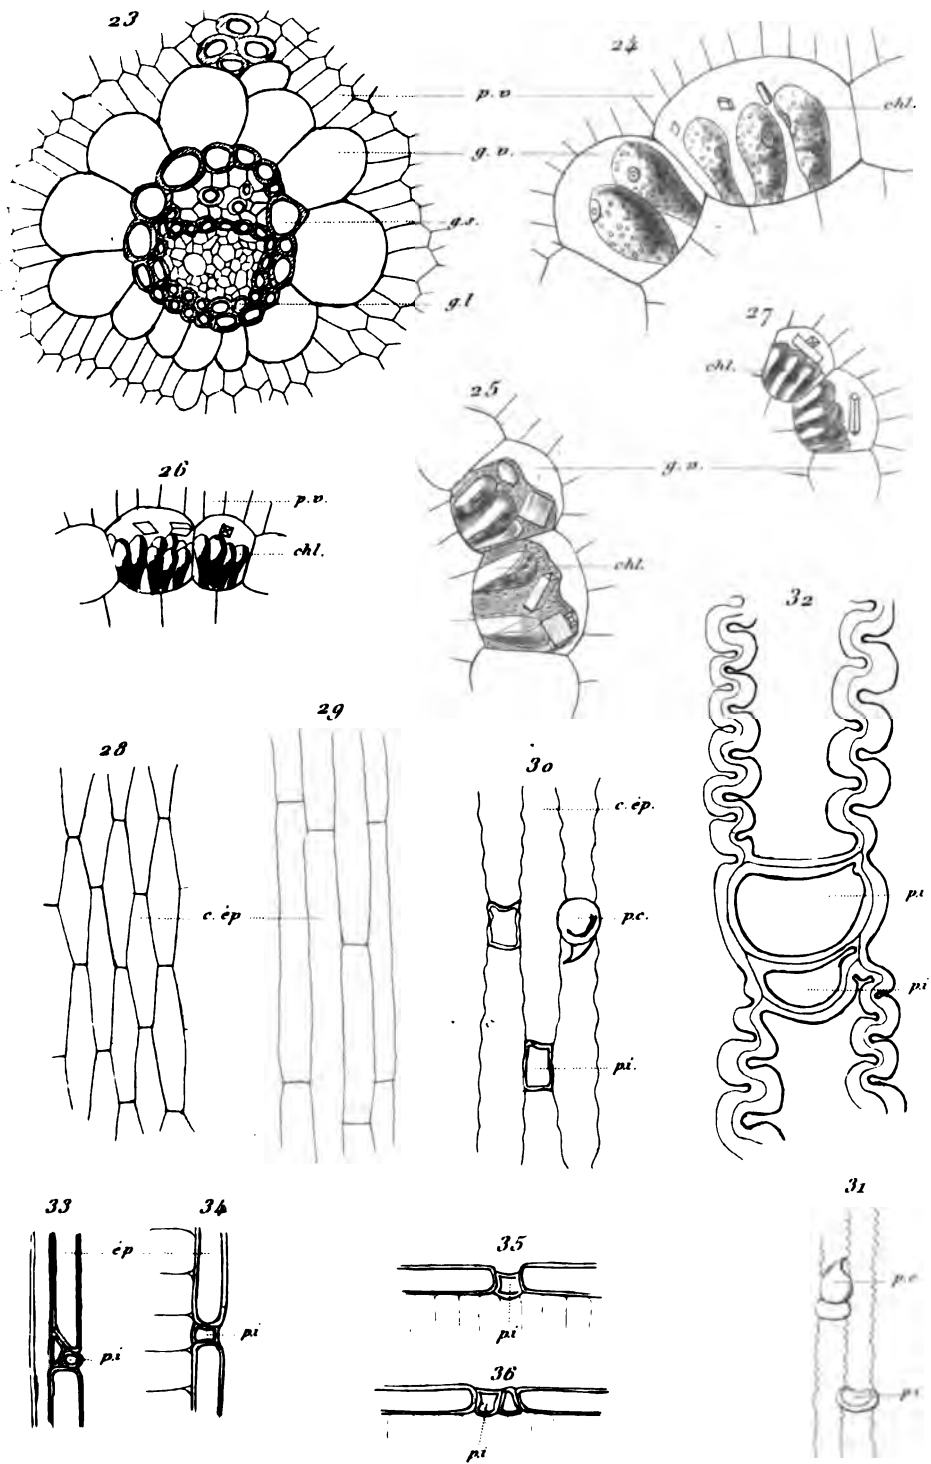 23
24
p.v
chl.
g.v.
g.s.
g.l
27
chl.
25
g.v.
26
p.v.
chl.
chl.
32
29
28
30
c.ép.
p.i
c.ép
p.c.
p.i
p.i.
31
33
34
ép
35
p.c
p.i
p.i
p.i
36
p.i
p.i